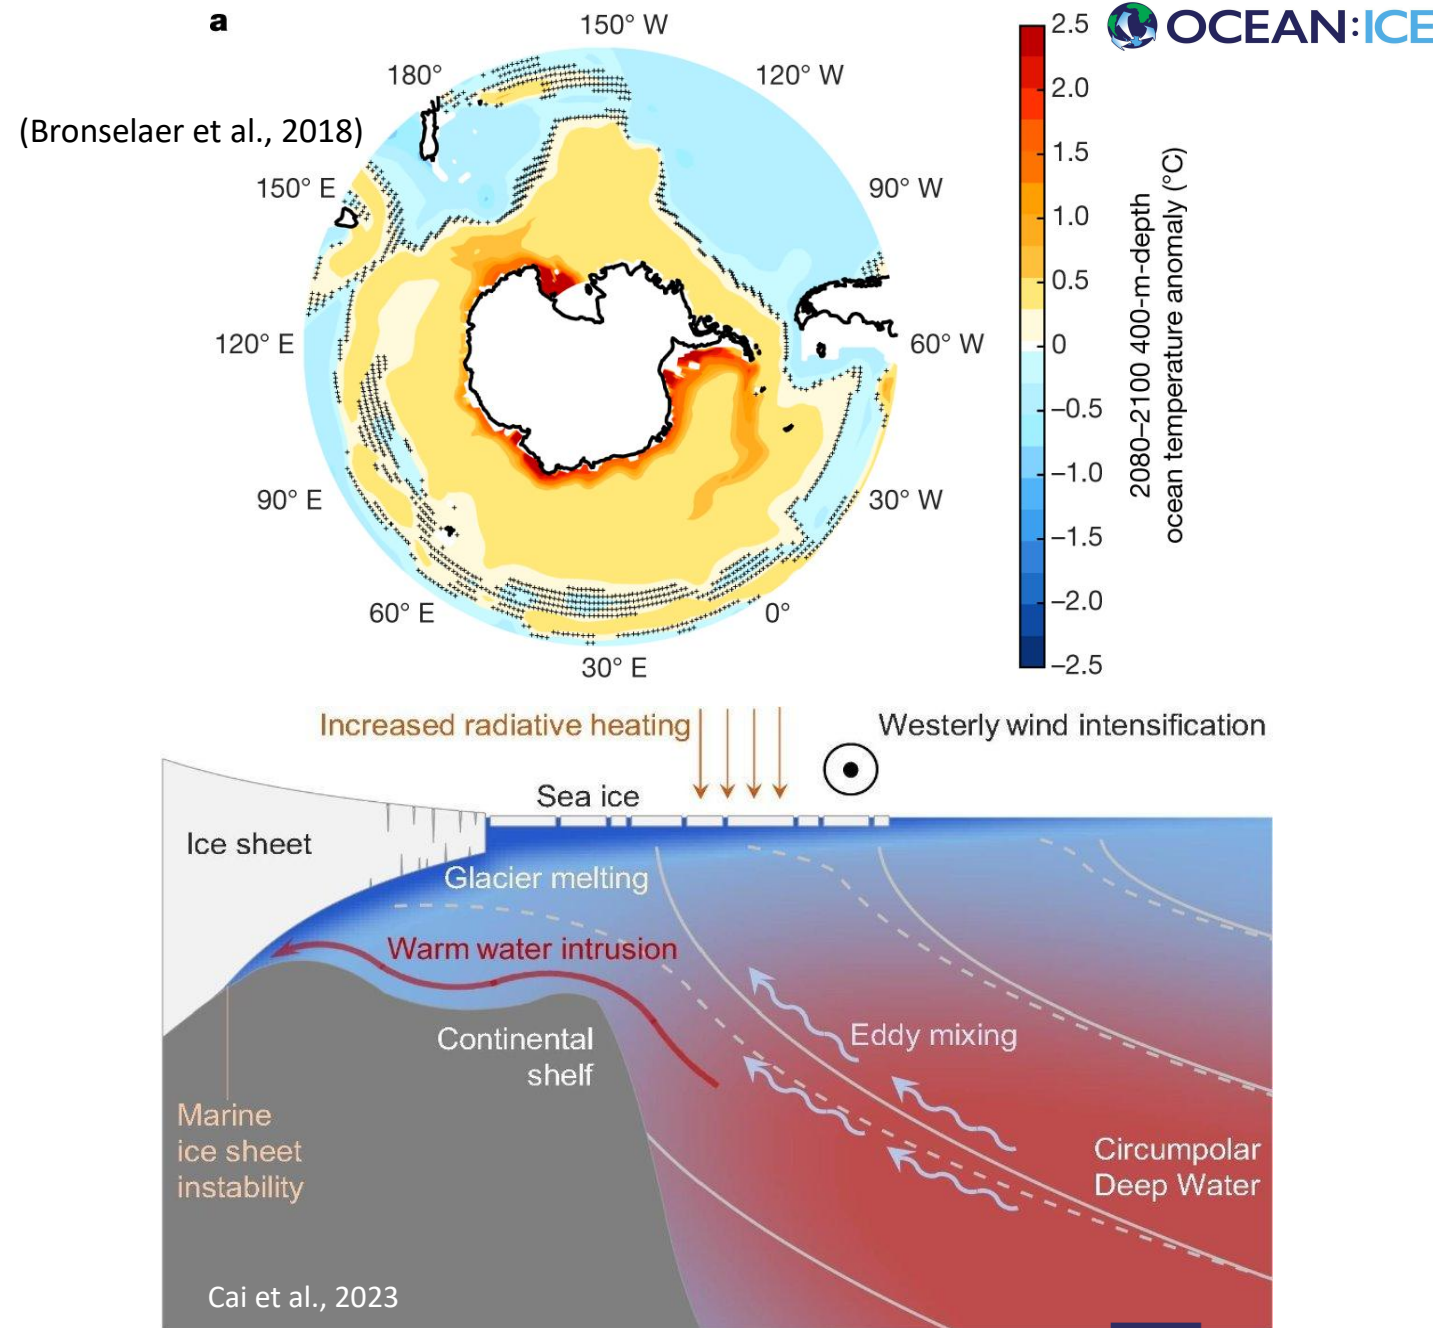 a
OCEAN:ICE
(Bronselaer et al., 2018)
150° W
180°
120° W
150° E
90° W
120° E
60° W
90° E
30° W
60° E
0°
30° E
2.5
2.0
1.5
1.0
0.5
0
−0.5
−1.0
−1.5
−2.0
−2.5
2080–2100 400-m-depth
ocean temperature anomaly (°C)
Increased radiative heating
Westerly wind intensification
Sea ice
Ice sheet
Glacier melting
Warm water intrusion
Continental
shelf
Eddy mixing
Marine
ice sheet
instability
Circumpolar
Deep Water
Cai et al., 2023